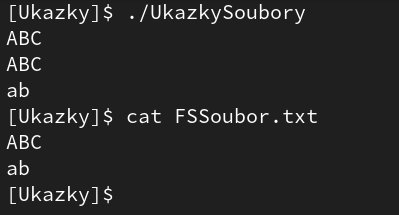 [Ukazky]$ ./UkazkySoubory
ABC
ABC
ab
[Ukazky]$ cat FSSoubor.txt
ABC
ab
[Ukazky]$